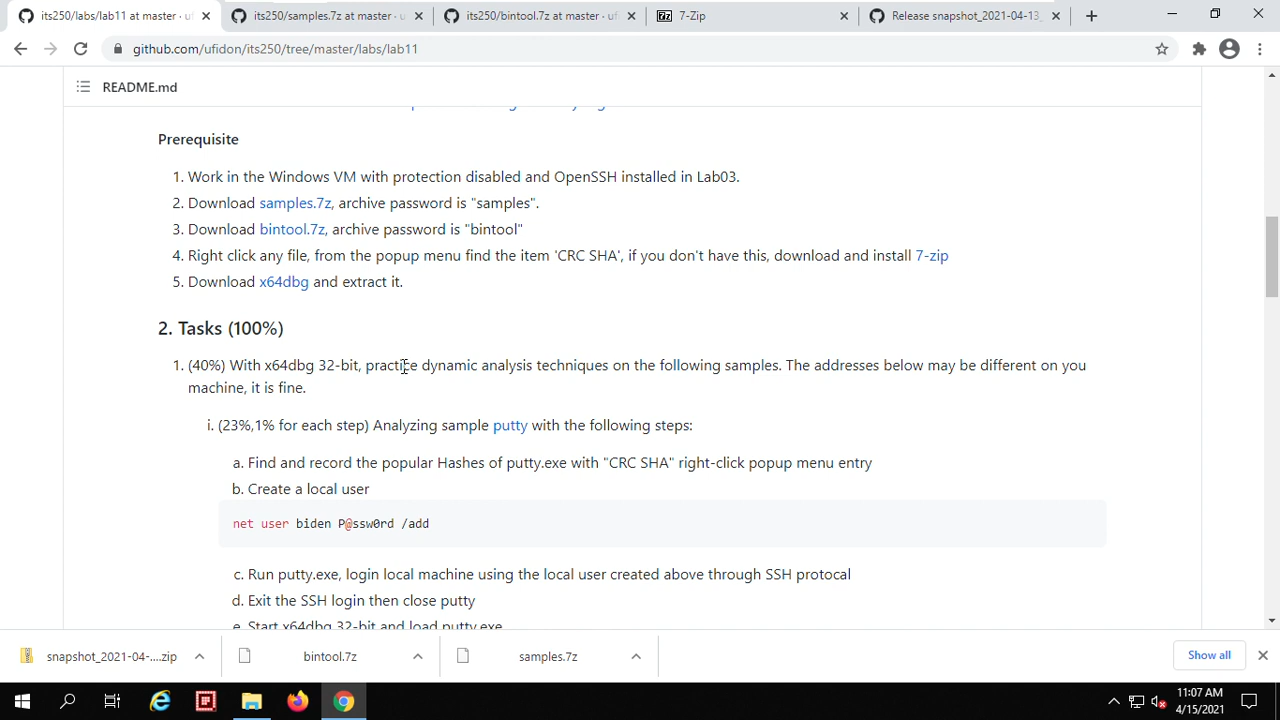 its250/labs/lab11 at master · u
its250/samples.7z at master · u
its250/bintool.7z at master · uf
7-Zip
Release snapshot_2021-04-13_
github.com/ufidon/its250/tree/master/labs/lab11
README.md
Prerequisite
1. Work in the Windows VM with protection disabled and OpenSSH installed in Lab03.
2. Download samples.7z, archive password is "samples".
3. Download bintool.7z, archive password is "bintool"
4. Right click any file, from the popup menu find the item 'CRC SHA', if you don't have this, download and install 7-zip
5. Download x64dbg and extract it.
2. Tasks (100%)
1. (40%) With x64dbg 32-bit, practice dynamic analysis techniques on the following samples. The addresses below may be different on you
machine, it is fine.
i. (23%,1% for each step) Analyzing sample putty with the following steps:
a. Find and record the popular Hashes of putty.exe with "CRC SHA" right-click popup menu entry
b. Create a local user
net user biden P@ssw0rd /add
c. Run putty.exe, login local machine using the local user created above through SSH protocal
d. Exit the SSH login then close putty
e. Start x64dbg 32-bit and load putty.exe
snapshot_2021-04-....zip
bintool.7z
samples.7z
Show all
11:07 AM
4/15/2021